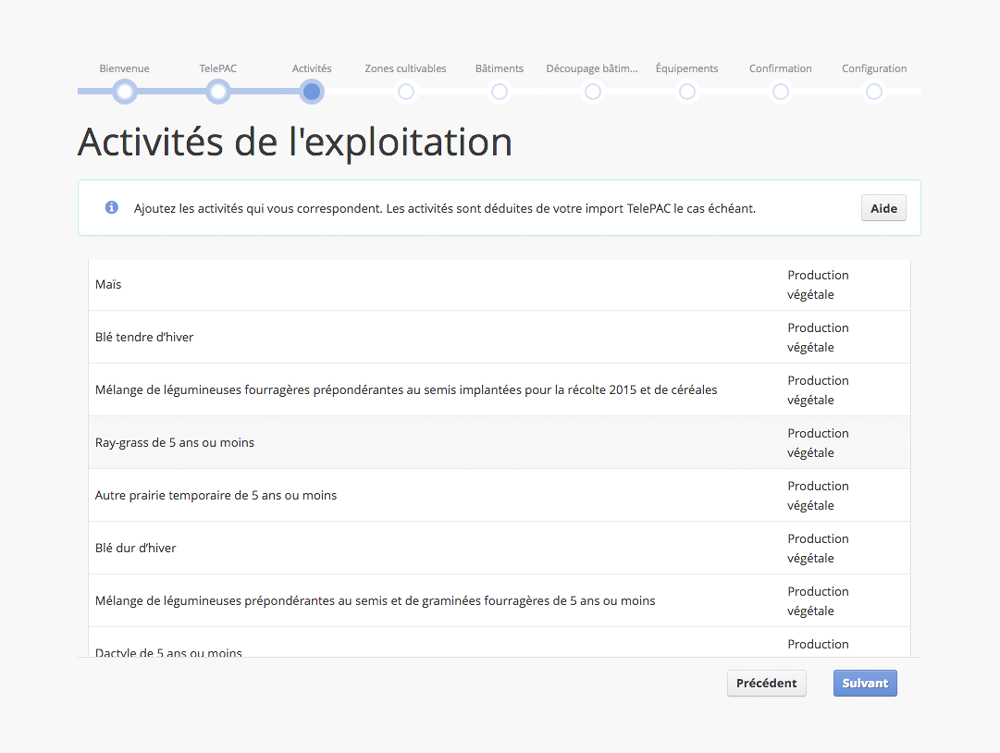 Bienvenue TelePAC Activités Zones cultivables Bâtiments Découpage bâtim... Équipements Confirmation Configuration
Activités de l'exploitation
Ajoutez les activités qui vous correspondent. Les activités sont déduites de votre import TelePAC le cas échéant. Aide
Maïs
Production
végétale
Blé tendre d’hiver
Production
végétale
Mélange de légumineuses fourragères prépondérantes au semis implantées pour la récolte 2015 et de céréales
Production
végétale
Ray-grass de 5 ans ou moins
Production
végétale
Autre prairie temporaire de 5 ans ou moins
Production
végétale
Blé dur d’hiver
Production
végétale
Mélange de légumineuses prépondérantes au semis et de graminées fourragères de 5 ans ou moins
Production
végétale
Dactyle de 5 ans ou moins
Production
Précédent Suivant